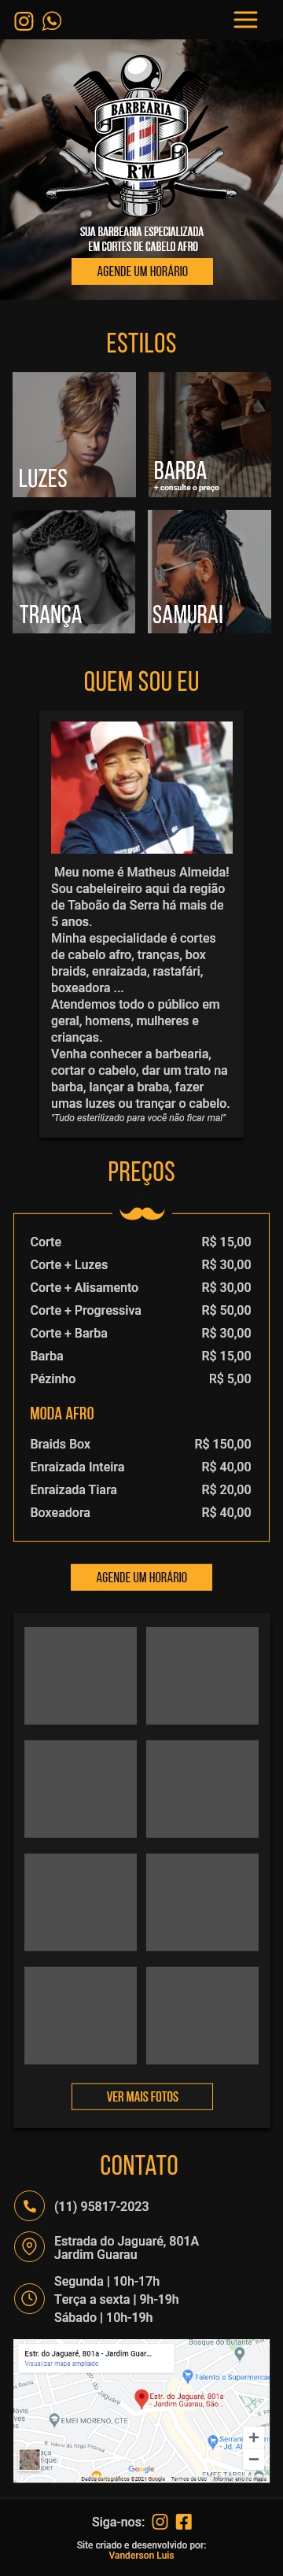 BARBEARIA
R·M
SUA BARBEARIA ESPECIALIZADA
EM CORTES DE CABELO AFRO
AGENDE UM HORÁRIO
ESTILOS
LUZES
BARBA
+ consulte o preço
TRANÇA
SAMURAI
QUEM SOU EU
Meu nome é Matheus Almeida!
Sou cabeleireiro aqui da região
de Tabão da Serra há mais de
5 anos.
Minha especialidade é cortes
de cabelo afro, tranças, box
braids, enraizada, rastafári,
boxeadora ...
Atendemos todo o público em
geral, homens, mulheres e
crianças.
Venha conhecer a barbearia,
cortar o cabelo, dar um trato na
barba, lançar a braba, fazer
umas luzes ou trançar o cabelo.
"Tudo esterilizado para você não ficar mal"
PREÇOS
Corte R$ 15,00
Corte + Luzes R$ 30,00
Corte + Alisamento R$ 30,00
Corte + Progressiva R$ 50,00
Corte + Barba R$ 30,00
Barba R$ 15,00
Pézinho R$ 5,00
MODA AFRO
Braids Box R$ 150,00
Enraizada Inteira R$ 40,00
Enraizada Tiara R$ 20,00
Boxeadora R$ 40,00
AGENDE UM HORÁRIO
VER MAIS FOTOS
CONTATO
(11) 95817-2023
Estrada do Jaguaré, 801A
Jardim Guarau
Segunda | 10h-17h
Terça a sexta | 9h-19h
Sábado | 10h-19h
Bosque do Butantã
Estr. do Jaguaré, 801a - Jardim Guar...
Visualizar mapa ampliado
Talento's Supermercado
Estr. do Jaguaré, 801a
- Jardim Guarau, São...
EMEI MORENO, CTE
Google
Dados cartográficos ©2021 Google Termos de Uso Informar erro no mapa
Siga-nos:
Site criado e desenvolvido por:
Vanderson Luis